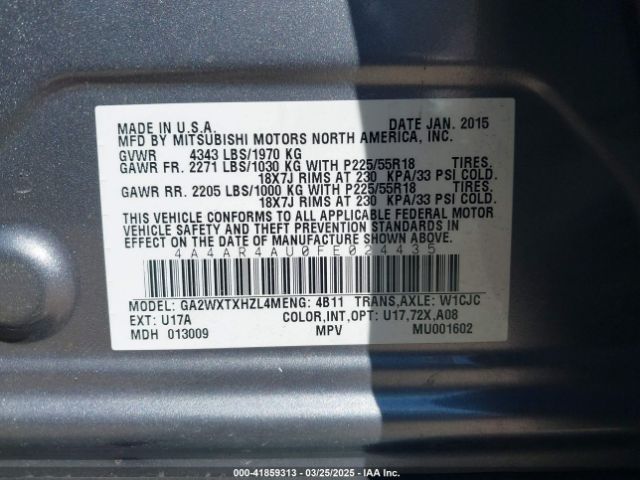 MADE IN U.S.A. DATE JAN. 2015
MFD BY MITSUBISHI MOTORS NORTH AMERICA, INC.
GVWR 4343 LBS/1970 KG
GAWR FR. 2271 LBS/1030 KG WITH P225/55R18 TIRES.
18X7J RIMS AT 230 KPA/33 PSI COLD.
GAWR RR. 2205 LBS/1000 KG WITH P225/55R18 TIRES.
18X7J RIMS AT 230 KPA/33 PSI COLD.
THIS VEHICLE CONFORMS TO ALL APPLICABLE FEDERAL MOTOR
VEHICLE SAFETY AND THEFT PREVENTION STANDARDS IN
EFFECT ON THE DATE OF MANUFACTURE SHOWN ABOVE.
4A4AR4AU0FE024435
MODEL: GA2WXTXHZL4MENG: 4B11 TRANS,AXLE: W1CJC
EXT: U17A COLOR,INT,OPT: U17,72X,A08
MDH 013009 MPV MU001602
000-41859313 - 03/25/2025 - IAA Inc.